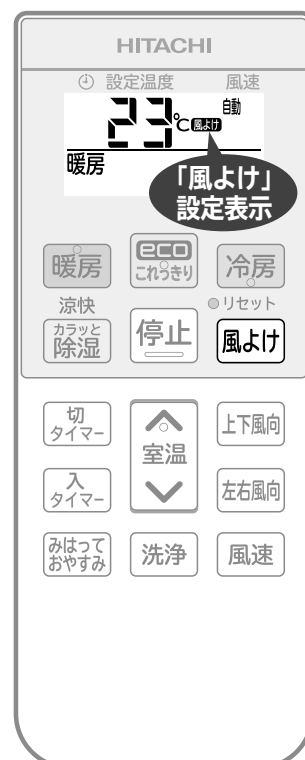 HITACHI
設定温度 風速
23℃ 風よけ 自動
暖房
「風よけ」
設定表示
暖房 eco これっきり 冷房
涼快 リセット
カラッと除湿 停止 風よけ
切タイマー 室温 上下風向
入タイマー 左右風向
みはっておやすみ 洗浄 風速